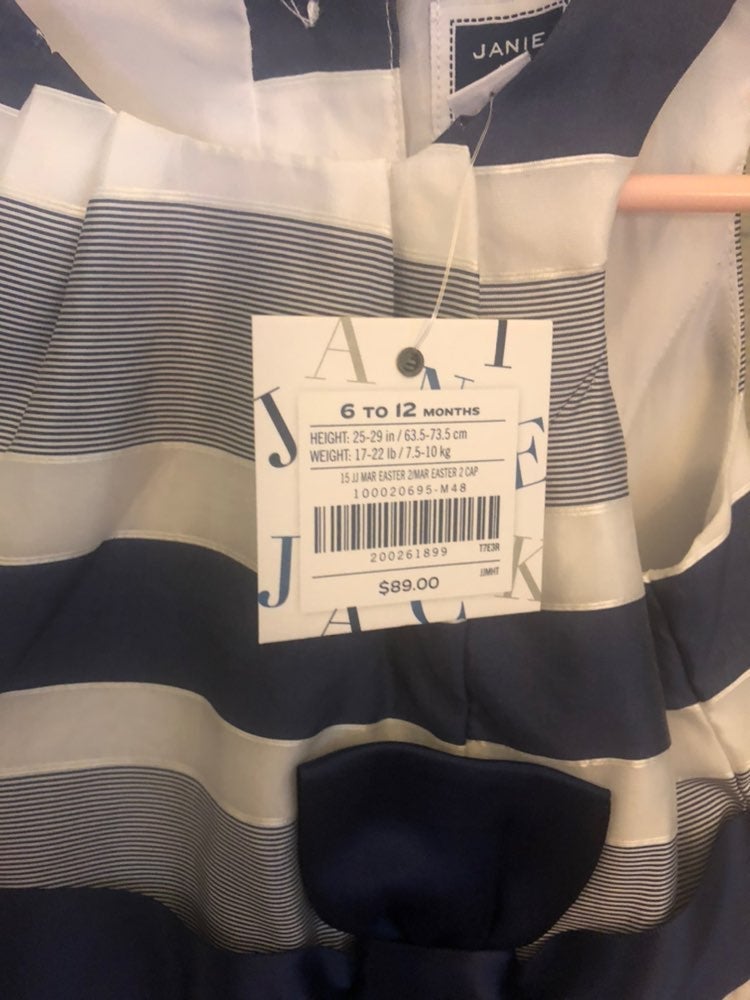 JANIE
JANIE
JACK
6 TO 12 MONTHS
HEIGHT: 25-29 in / 63.5-73.5 cm
WEIGHT: 17-22 lb / 7.5-10 kg
15 JJ MAR EASTER 2/MAR EASTER 2 CAP
100020695-M48
200261899 T7E3R
JJMHT
$89.00